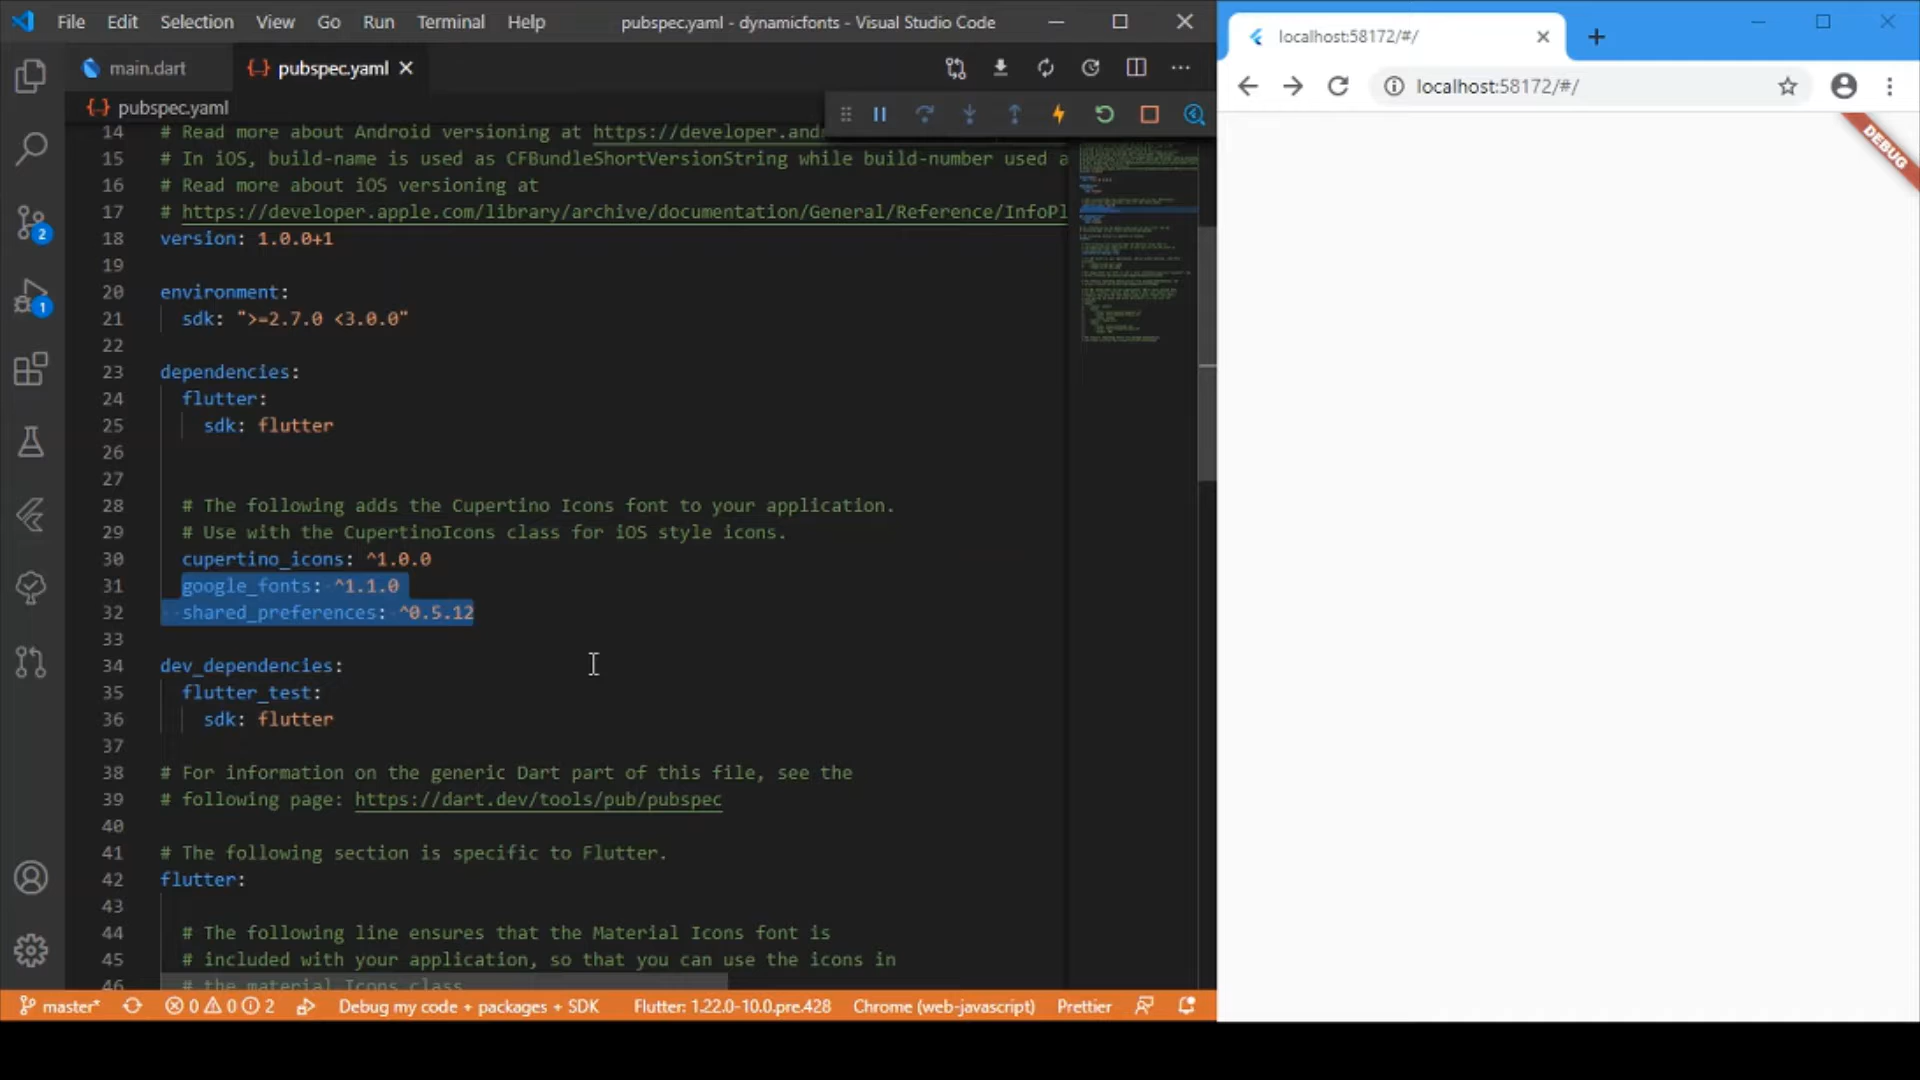 File Edit Selection View Go Run Terminal Help pubspec.yaml - dynamicfonts - Visual Studio Code
main.dart {..} pubspec.yaml
{..} pubspec.yaml
14 # Read more about Android versioning at https://developer.and
15 # In iOS, build-name is used as CFBundleShortVersionString while build-number used a
16 # Read more about iOS versioning at
17 # https://developer.apple.com/library/archive/documentation/General/Reference/InfoPl
18 version: 1.0.0+1
19
20 environment:
21 sdk: ">=2.7.0 <3.0.0"
22
23 dependencies:
24 flutter:
25 sdk: flutter
26
27
28 # The following adds the Cupertino Icons font to your application.
29 # Use with the CupertinoIcons class for iOS style icons.
30 cupertino_icons: ^1.0.0
31 google_fonts: ^1.1.0
32 shared_preferences: ^0.5.12
33
34 dev_dependencies:
35 flutter_test:
36 sdk: flutter
37
38 # For information on the generic Dart part of this file, see the
39 # following page: https://dart.dev/tools/pub/pubspec
40
41 # The following section is specific to Flutter.
42 flutter:
43
44 # The following line ensures that the Material Icons font is
45 # included with your application, so that you can use the icons in
46 # the material Icons class
2
1
master* 0 0 2 Debug my code + packages + SDK Flutter: 1.22.0-10.0.pre.428 Chrome (web-javascript) Prettier
localhost:58172/#/
localhost:58172/#/
DEBUG